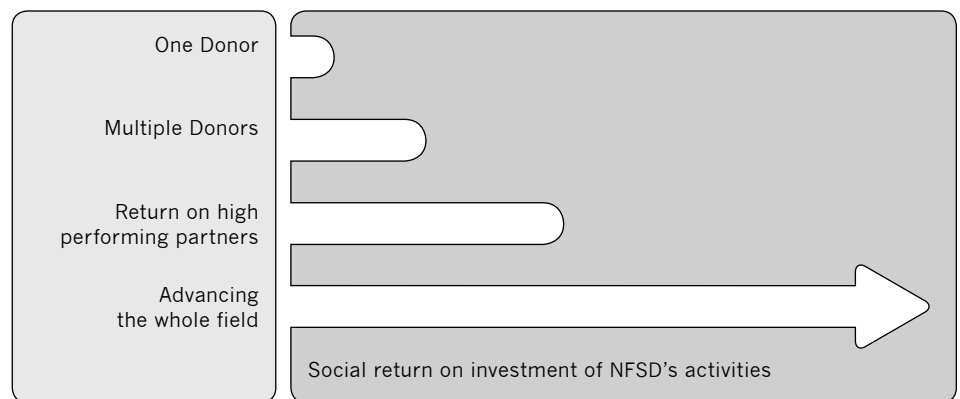 One Donor
Multiple Donors
Return on high
performing partners
Advancing
the whole field
Social return on investment of NFSD's activities